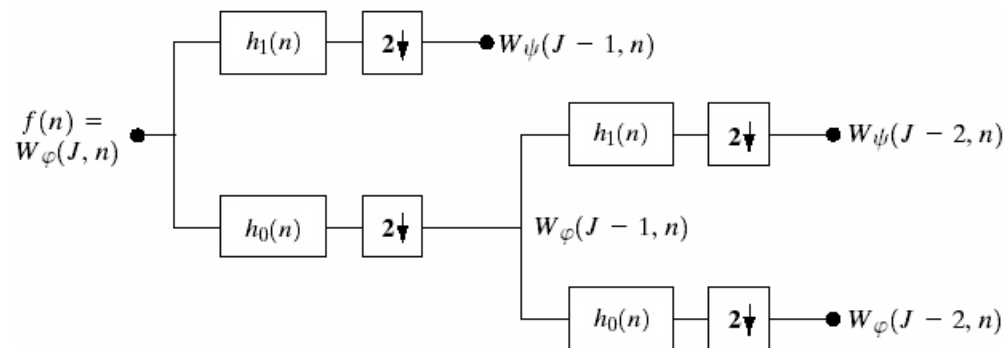 h₁(n) 2↓ W_ψ(J − 1, n)
f(n) =
W_φ(J, n)
h₁(n) 2↓ W_ψ(J − 2, n)
h₀(n) 2↓ W_φ(J − 1, n)
h₀(n) 2↓ W_φ(J − 2, n)